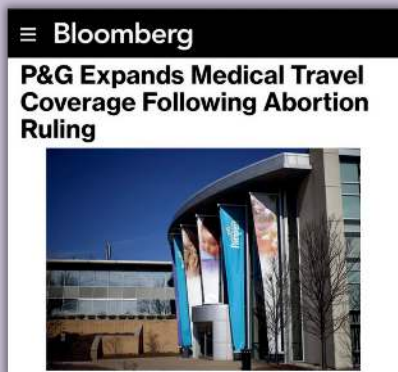 Bloomberg
P&G Expands Medical Travel
Coverage Following Abortion
Ruling